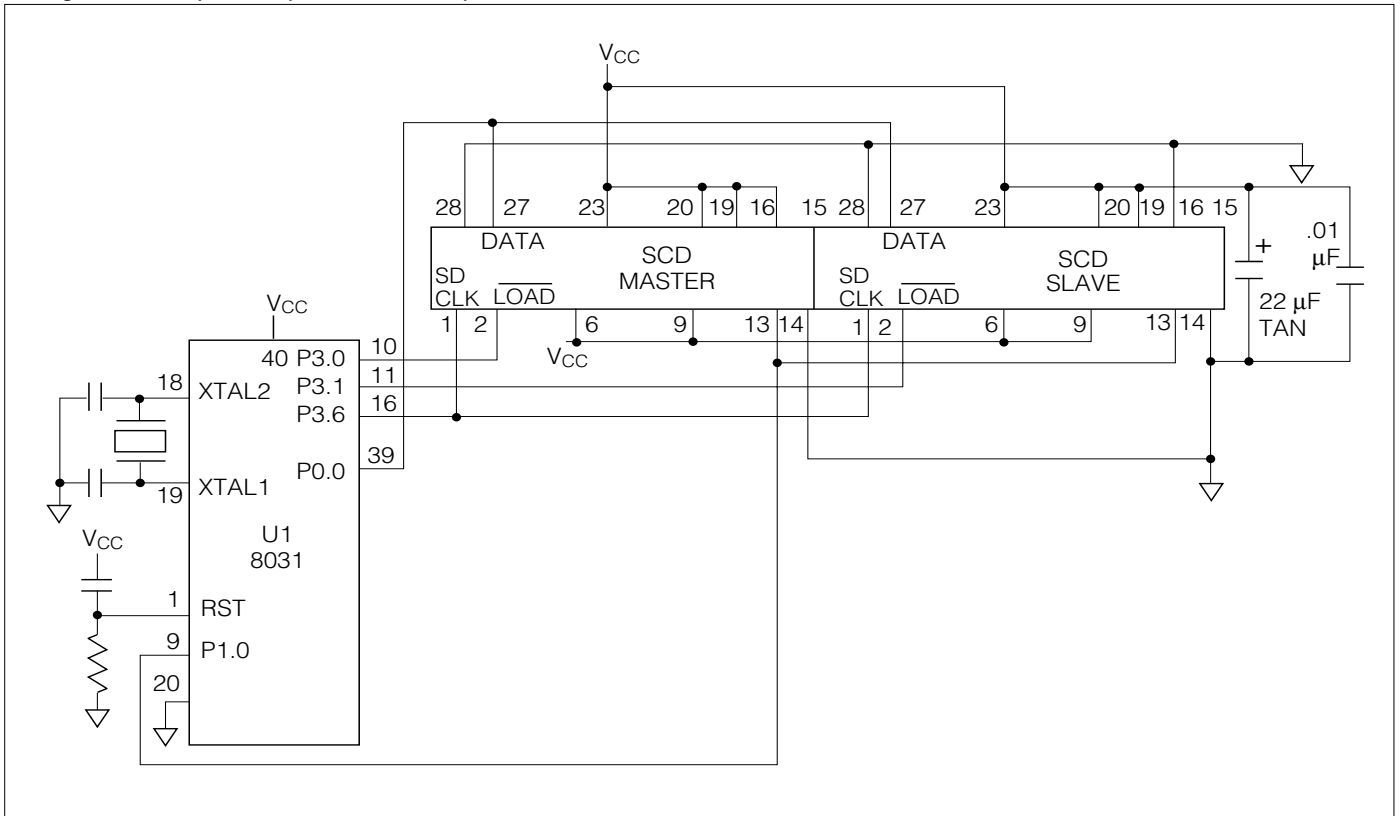 VCC
28 27 23 20 19 16 15 28 27 23 20 19 16 15
DATA
SD
CLK
LOAD
SCD
MASTER
DATA
SD
CLK
LOAD
SCD
SLAVE
+
22 μF
TAN
.01
μF
1 2 6 9 13 14 1 2 6 9 13 14
VCC
VCC
40 P3.0 10
P3.1 11
P3.6 16
P0.0 39
18 XTAL2
19 XTAL1
U1
8031
VCC
1 RST
9 P1.0
20